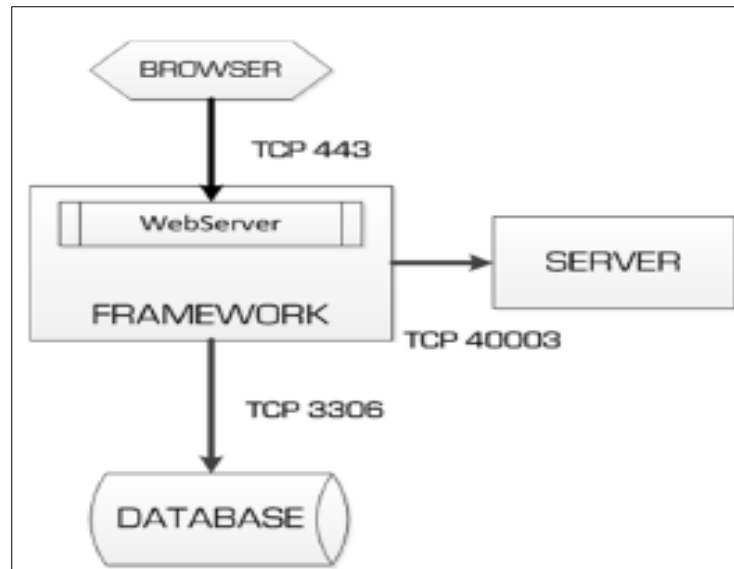 BROWSER
TCP 443
WebServer
SERVER
FRAMEWORK
TCP 40003
TCP 3306
DATABASE